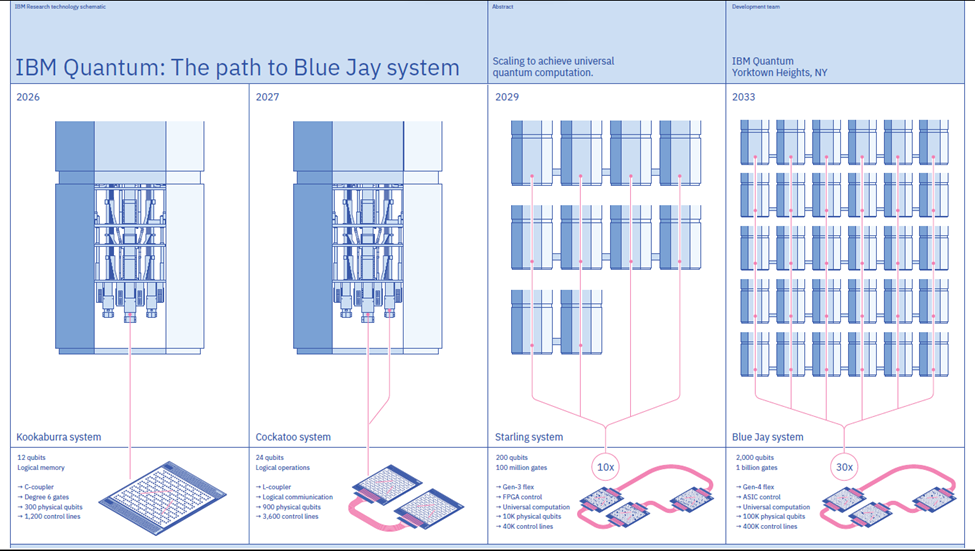 IBM Research technology schematic
Abstract
Development team
IBM Quantum: The path to Blue Jay system
Scaling to achieve universal
quantum computation.
IBM Quantum
Yorktown Heights, NY
2026
2027
2029
2033
Kookaburra system
Cockatoo system
Starling system
Blue Jay system
12 qubits
Logical memory
→ C-coupler
→ Degree 6 gates
→ 300 physical qubits
→ 1,200 control lines
24 qubits
Logical operations
→ L-coupler
→ Logical communication
→ 900 physical qubits
→ 3,600 control lines
200 qubits
100 million gates
10x
→ Gen-3 flex
→ FPGA control
→ Universal computation
→ 10K physical qubits
→ 40K control lines
2,000 qubits
1 billion gates
30x
→ Gen-4 flex
→ ASIC control
→ Universal computation
→ 100K physical qubits
→ 400K control lines